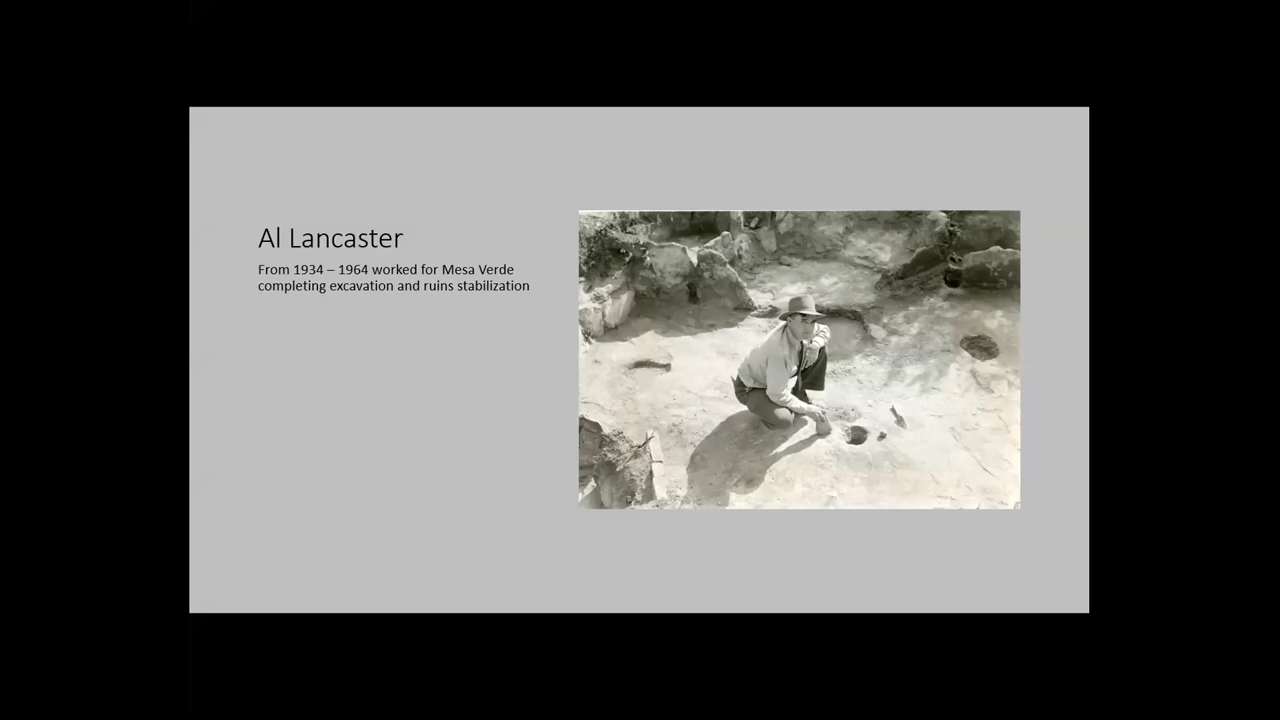 Al Lancaster
From 1934 – 1964 worked for Mesa Verde
completing excavation and ruins stabilization